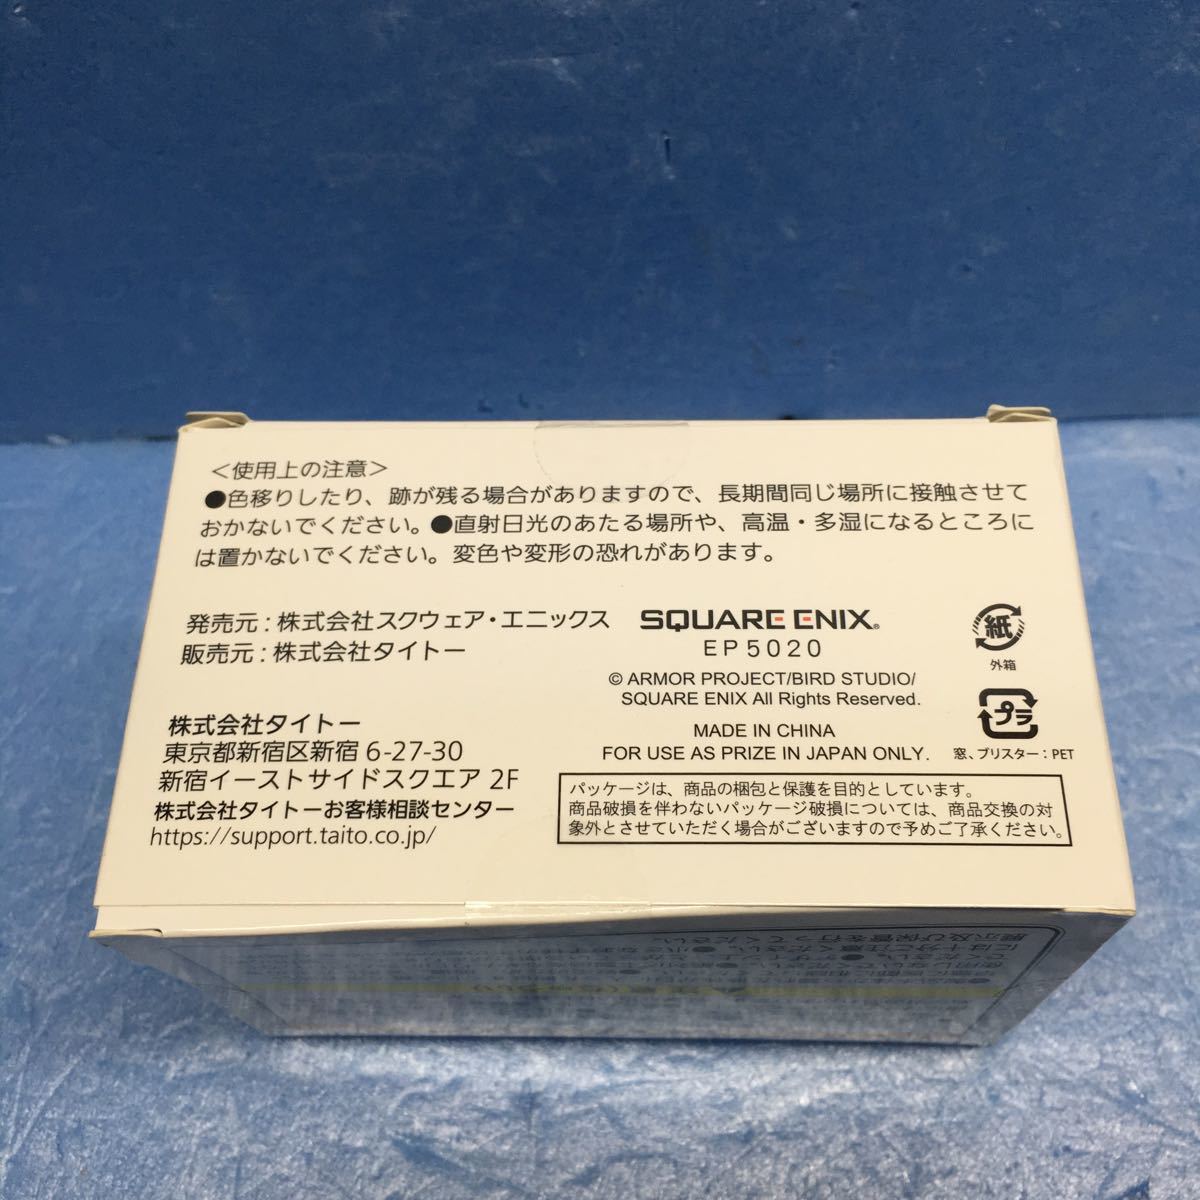 ＜使用上の注意＞
●色移りしたり、跡が残る場合がありますので、長期間同じ場所に接触させて
おかないでください。●直射日光のあたる場所や、高温・多湿になるところに
は置かないでください。変色や変形の恐れがあります。
発売元：株式会社スクウェア・エニックス
販売元：株式会社タイトー
株式会社タイトー
東京都新宿区新宿 6-27-30
新宿イーストサイドスクエア 2F
株式会社タイトーお客様相談センター
https://support.taito.co.jp/
SQUARE ENIX®
EP5020
© ARMOR PROJECT/BIRD STUDIO/
SQUARE ENIX All Rights Reserved.
MADE IN CHINA
FOR USE AS PRIZE IN JAPAN ONLY.
紙
外箱
プラ
窓、ブリスター：PET
パッケージは、商品の梱包と保護を目的としています。
商品破損を伴わないパッケージ破損については、商品交換の対
象外とさせていただく場合がございますので予めご了承ください。
展示及び保管を行ってください。